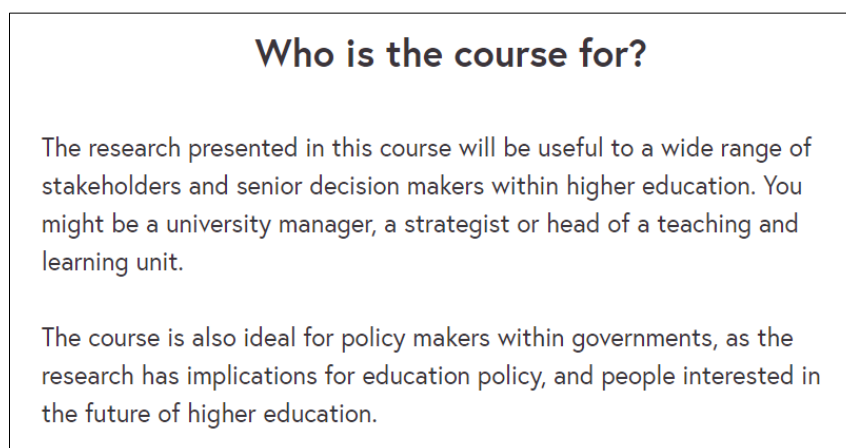 Who is the course for?
The research presented in this course will be useful to a wide range of
stakeholders and senior decision makers within higher education. You
might be a university manager, a strategist or head of a teaching and
learning unit.
The course is also ideal for policy makers within governments, as the
research has implications for education policy, and people interested in
the future of higher education.